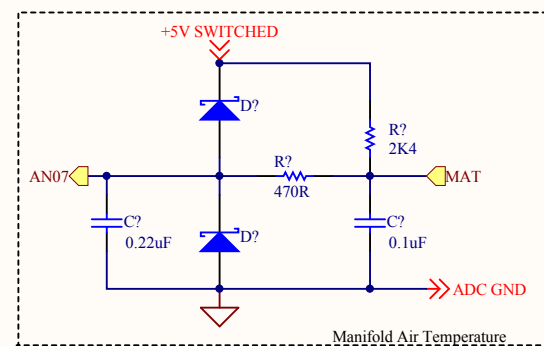 +5V SWITCHED
D?
R?
2K4
R?
470R
AN07
MAT
C?
0.22uF
D?
C?
0.1uF
ADC GND
Manifold Air Temperature